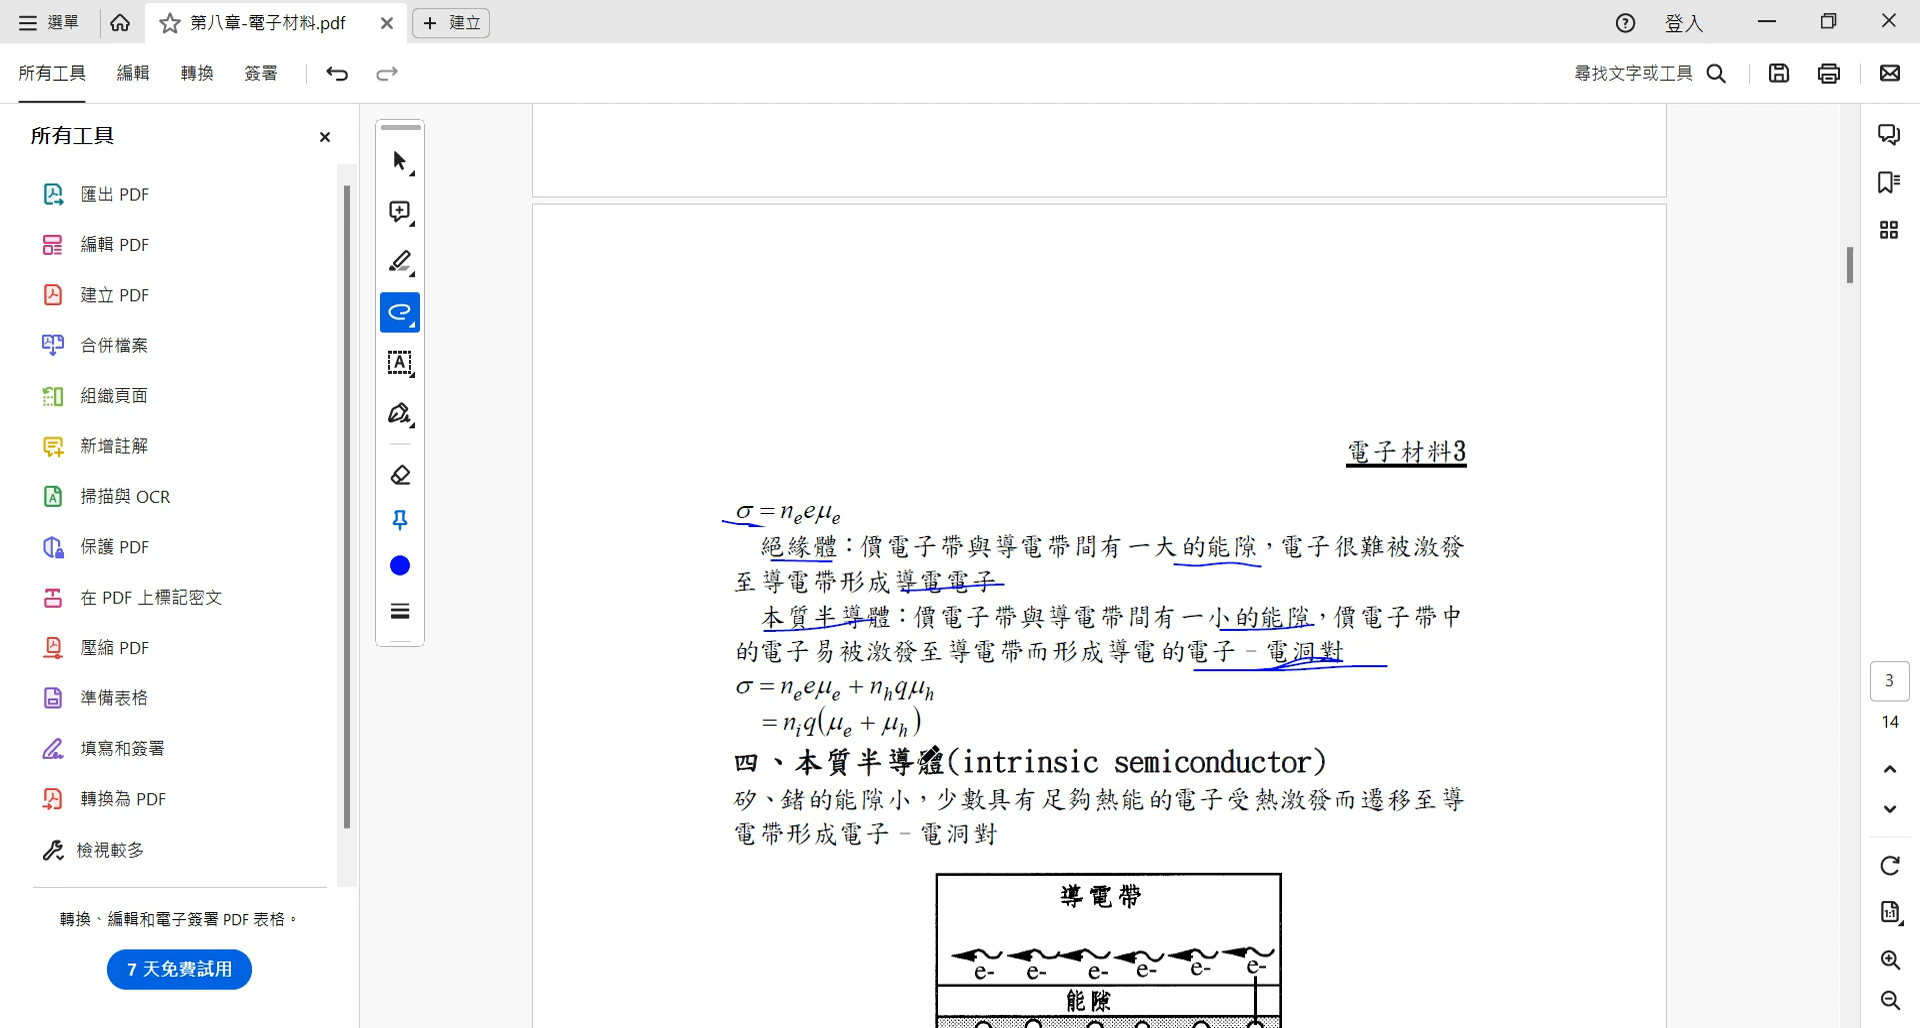 選單
第八章-電子材料.pdf
建立
登入
所有工具
編輯
轉換
簽署
尋找文字或工具
所有工具
匯出 PDF
編輯 PDF
建立 PDF
合併檔案
組織頁面
新增註解
掃描與 OCR
保護 PDF
在 PDF 上標記密文
壓縮 PDF
準備表格
填寫和簽署
轉換為 PDF
檢視較多
轉換、編輯和電子簽署 PDF 表格。
7 天免費試用
電子材料3
σ = nₑeμₑ
絕緣體：價電子帶與導電帶間有一大的能隙，電子很難被激發
至導電帶形成導電電子
本質半導體：價電子帶與導電帶間有一小的能隙，價電子帶中
的電子易被激發至導電帶而形成導電的電子－電洞對
σ = nₑeμₑ + nₕqμₕ
= nᵢq(μₑ + μₕ)
四、本質半導體(intrinsic semiconductor)
矽、鍺的能隙小，少數具有足夠熱能的電子受熱激發而遷移至導
電帶形成電子－電洞對
導電帶
e- e- e- e- e- e-
能隙
3
14